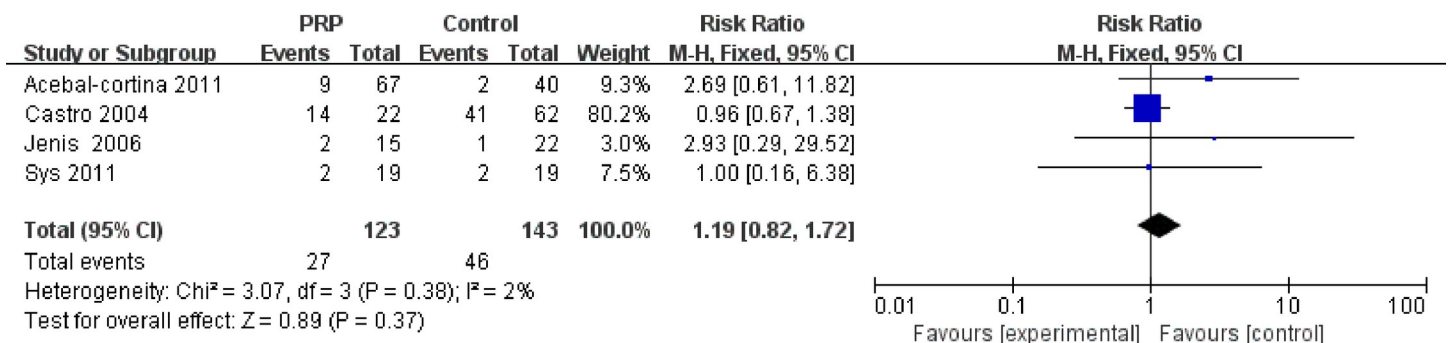 PRP Control Risk Ratio Risk Ratio
Study or Subgroup Events Total Events Total Weight M-H, Fixed, 95% CI M-H, Fixed, 95% CI
Acebal-cortina 2011 9 67 2 40 9.3% 2.69 [0.61, 11.82]
Castro 2004 14 22 41 62 80.2% 0.96 [0.67, 1.38]
Jenis 2006 2 15 1 22 3.0% 2.93 [0.29, 29.52]
Sys 2011 2 19 2 19 7.5% 1.00 [0.16, 6.38]
Total (95% CI) 123 143 100.0% 1.19 [0.82, 1.72]
Total events 27 46
Heterogeneity: Chi² = 3.07, df = 3 (P = 0.38); I² = 2%
Test for overall effect: Z = 0.89 (P = 0.37)
0.01 0.1 1 10 100
Favours [experimental] Favours [control]